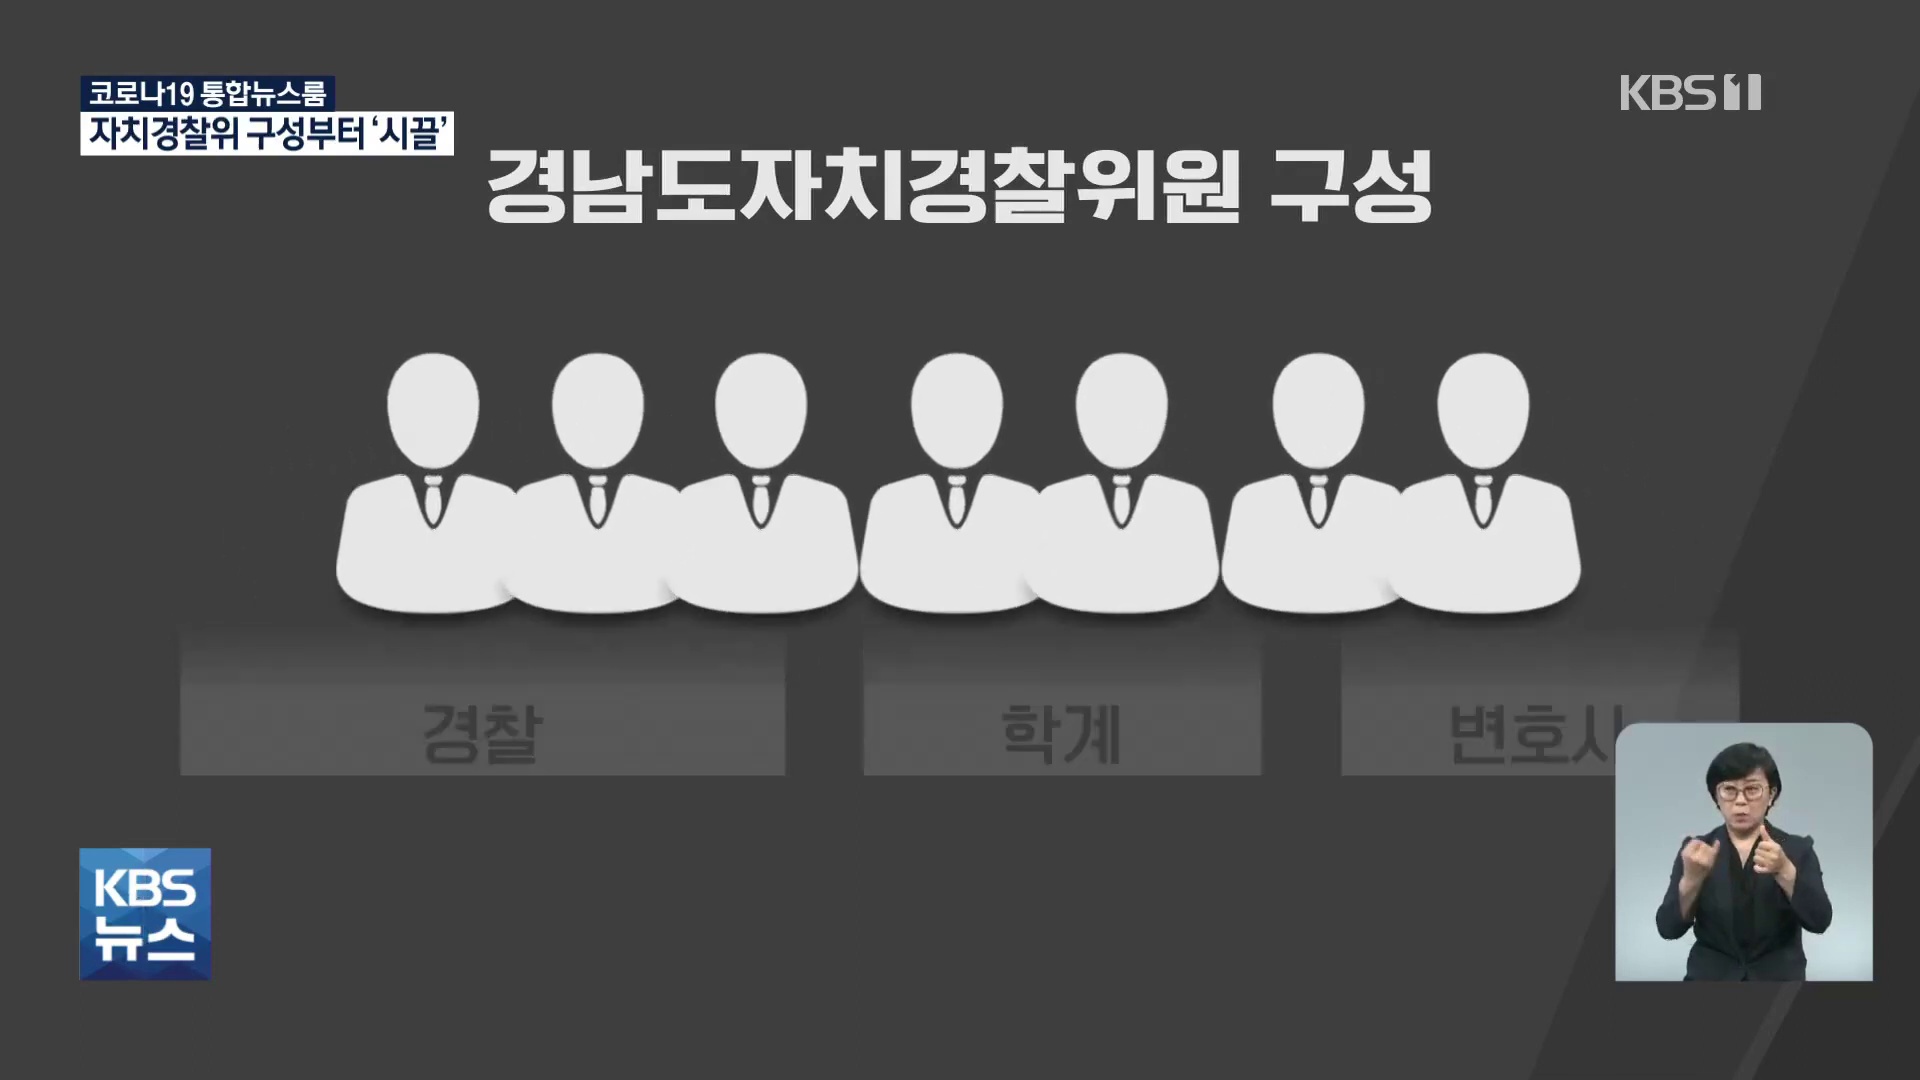 코로나19 통합뉴스룸
KBS 1
자치경찰위 구성부터 ‘시끌’
경남도자치경찰위원 구성
경찰
학계
변호사
KBS
뉴스